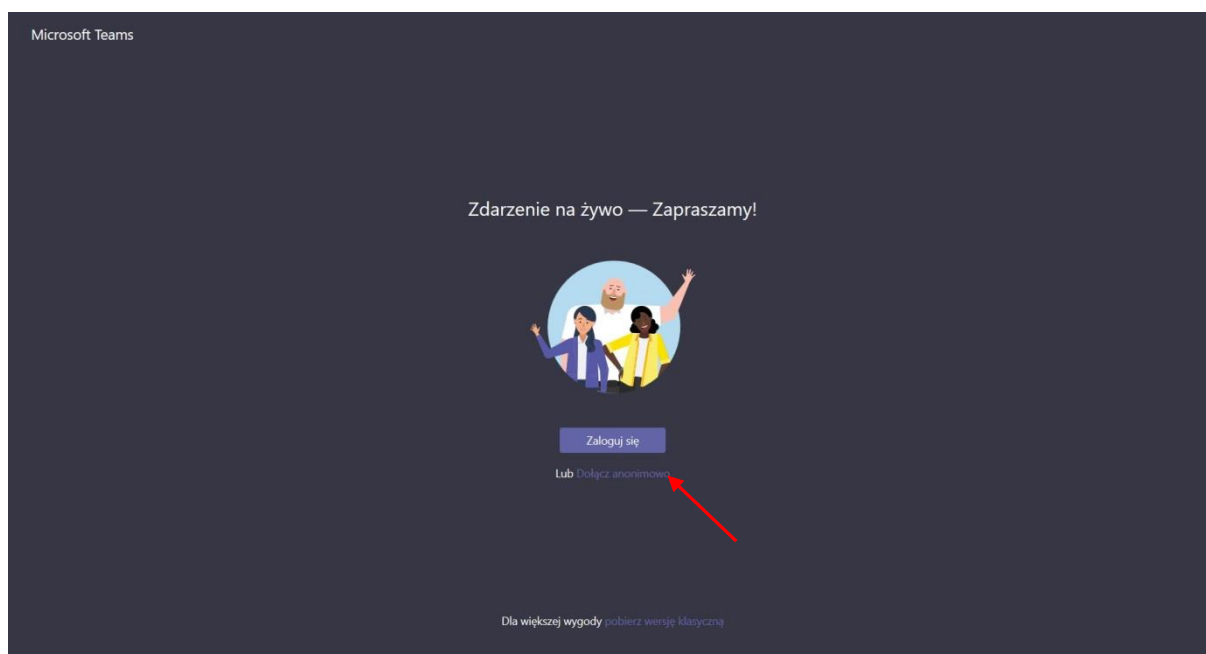 Microsoft Teams
Zdarzenie na żywo — Zapraszamy!
Zaloguj się
Lub Dołącz anonimowo
Dla większej wygody pobierz wersję klasyczną